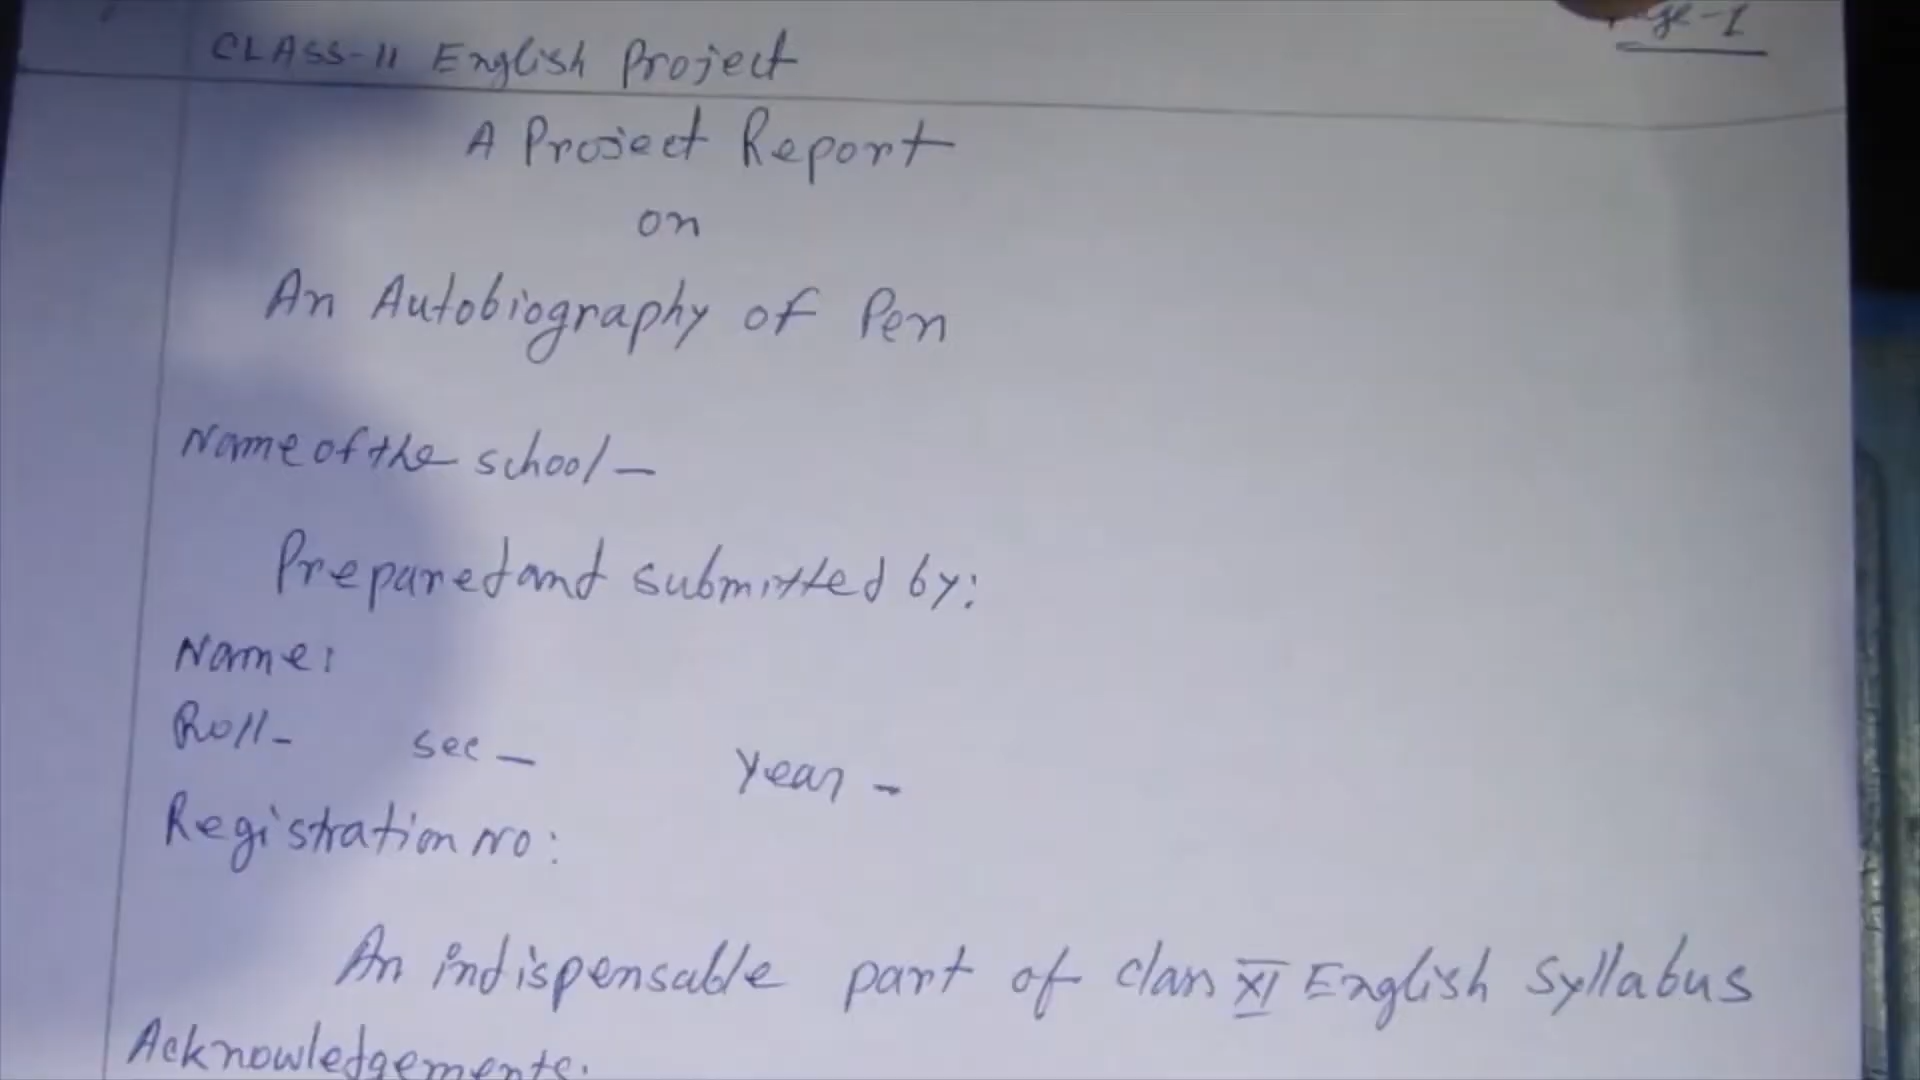 CLASS-11 English Project
A Project Report
on
An Autobiography of Pen
Name of the school -
Prepared and submitted by:
Name:
Roll- sec - Year -
Registration No:
An indispensable part of class XI English Syllabus
Acknowledgements: